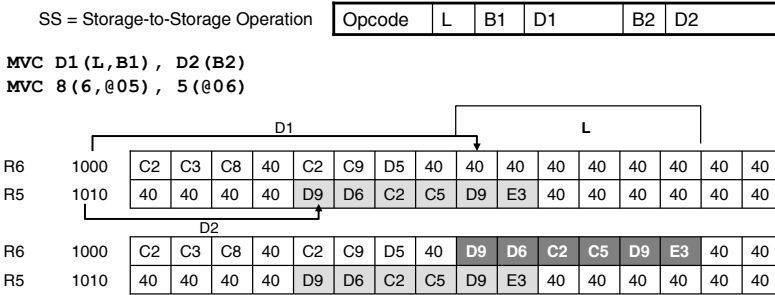 SS = Storage-to-Storage Operation Opcode L B1 D1 B2 D2
MVC D1(L,B1), D2(B2)
MVC 8(6,@05), 5(@06)
D1 L
R6 1000 C2 C3 C8 40 C2 C9 D5 40 40 40 40 40 40 40 40 40
R5 1010 40 40 40 40 D9 D6 C2 C5 D9 E3 40 40 40 40 40 40
D2
R6 1000 C2 C3 C8 40 C2 C9 D5 40 D9 D6 C2 C5 D9 E3 40 40
R5 1010 40 40 40 40 D9 D6 C2 C5 D9 E3 40 40 40 40 40 40